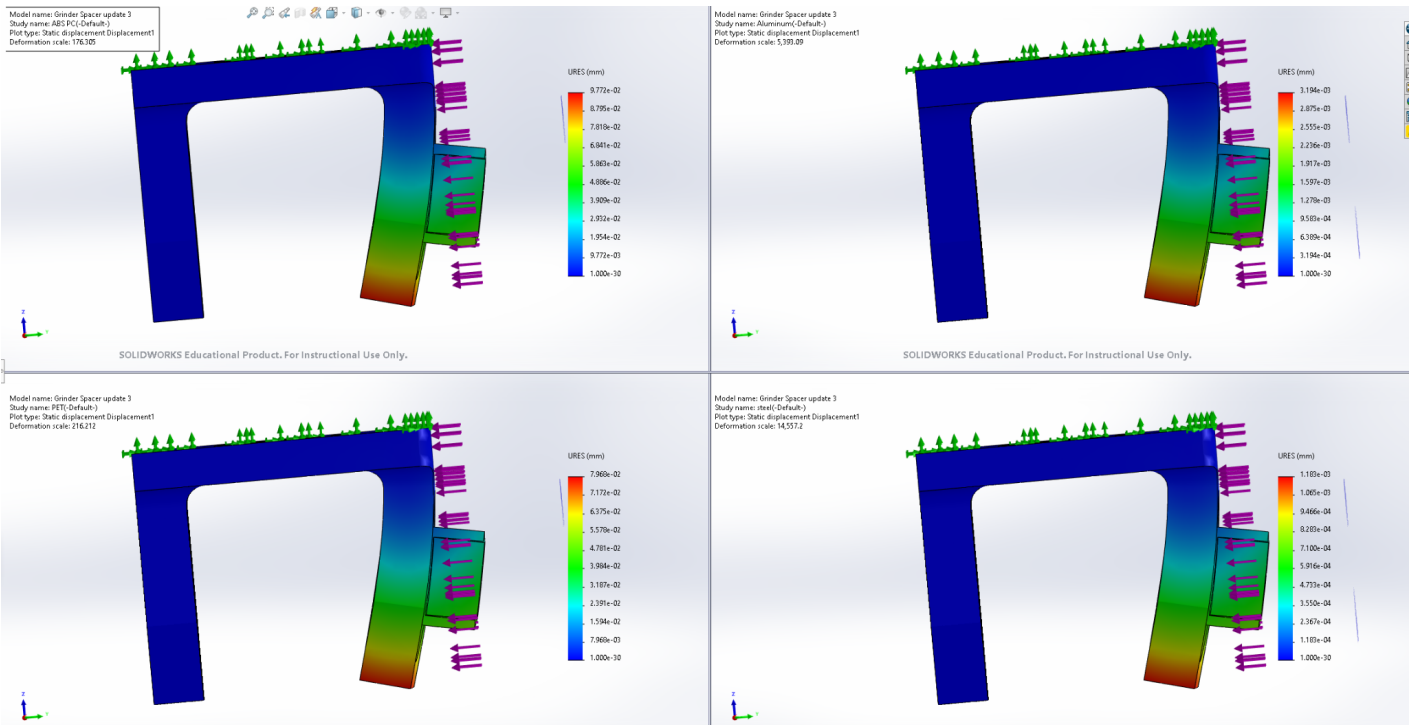 Model name: Grinder Spacer update 3
Study name: ABS PC(-Default-)
Plot type: Static displacement Displacement1
Deformation scale: 176.305
URES (mm)
9.772e-02
8.795e-02
7.818e-02
6.841e-02
5.863e-02
4.886e-02
3.909e-02
2.932e-02
1.954e-02
9.772e-03
1.000e-30
Z
Y
SOLIDWORKS Educational Product. For Instructional Use Only.
Model name: Grinder Spacer update 3
Study name: Aluminum(-Default-)
Plot type: Static displacement Displacement1
Deformation scale: 5,393.09
URES (mm)
3.194e-03
2.875e-03
2.555e-03
2.236e-03
1.917e-03
1.597e-03
1.278e-03
9.583e-04
6.389e-04
3.194e-04
1.000e-30
Z
Y
SOLIDWORKS Educational Product. For Instructional Use Only.
Model name: Grinder Spacer update 3
Study name: PET(-Default-)
Plot type: Static displacement Displacement1
Deformation scale: 216.212
URES (mm)
7.968e-02
7.172e-02
6.375e-02
5.578e-02
4.781e-02
3.984e-02
3.187e-02
2.391e-02
1.594e-02
7.968e-03
1.000e-30
Z
Y
Model name: Grinder Spacer update 3
Study name: steel(-Default-)
Plot type: Static displacement Displacement1
Deformation scale: 14,557.2
URES (mm)
1.183e-03
1.065e-03
9.466e-04
8.283e-04
7.100e-04
5.916e-04
4.733e-04
3.550e-04
2.367e-04
1.183e-04
1.000e-30
Z
Y